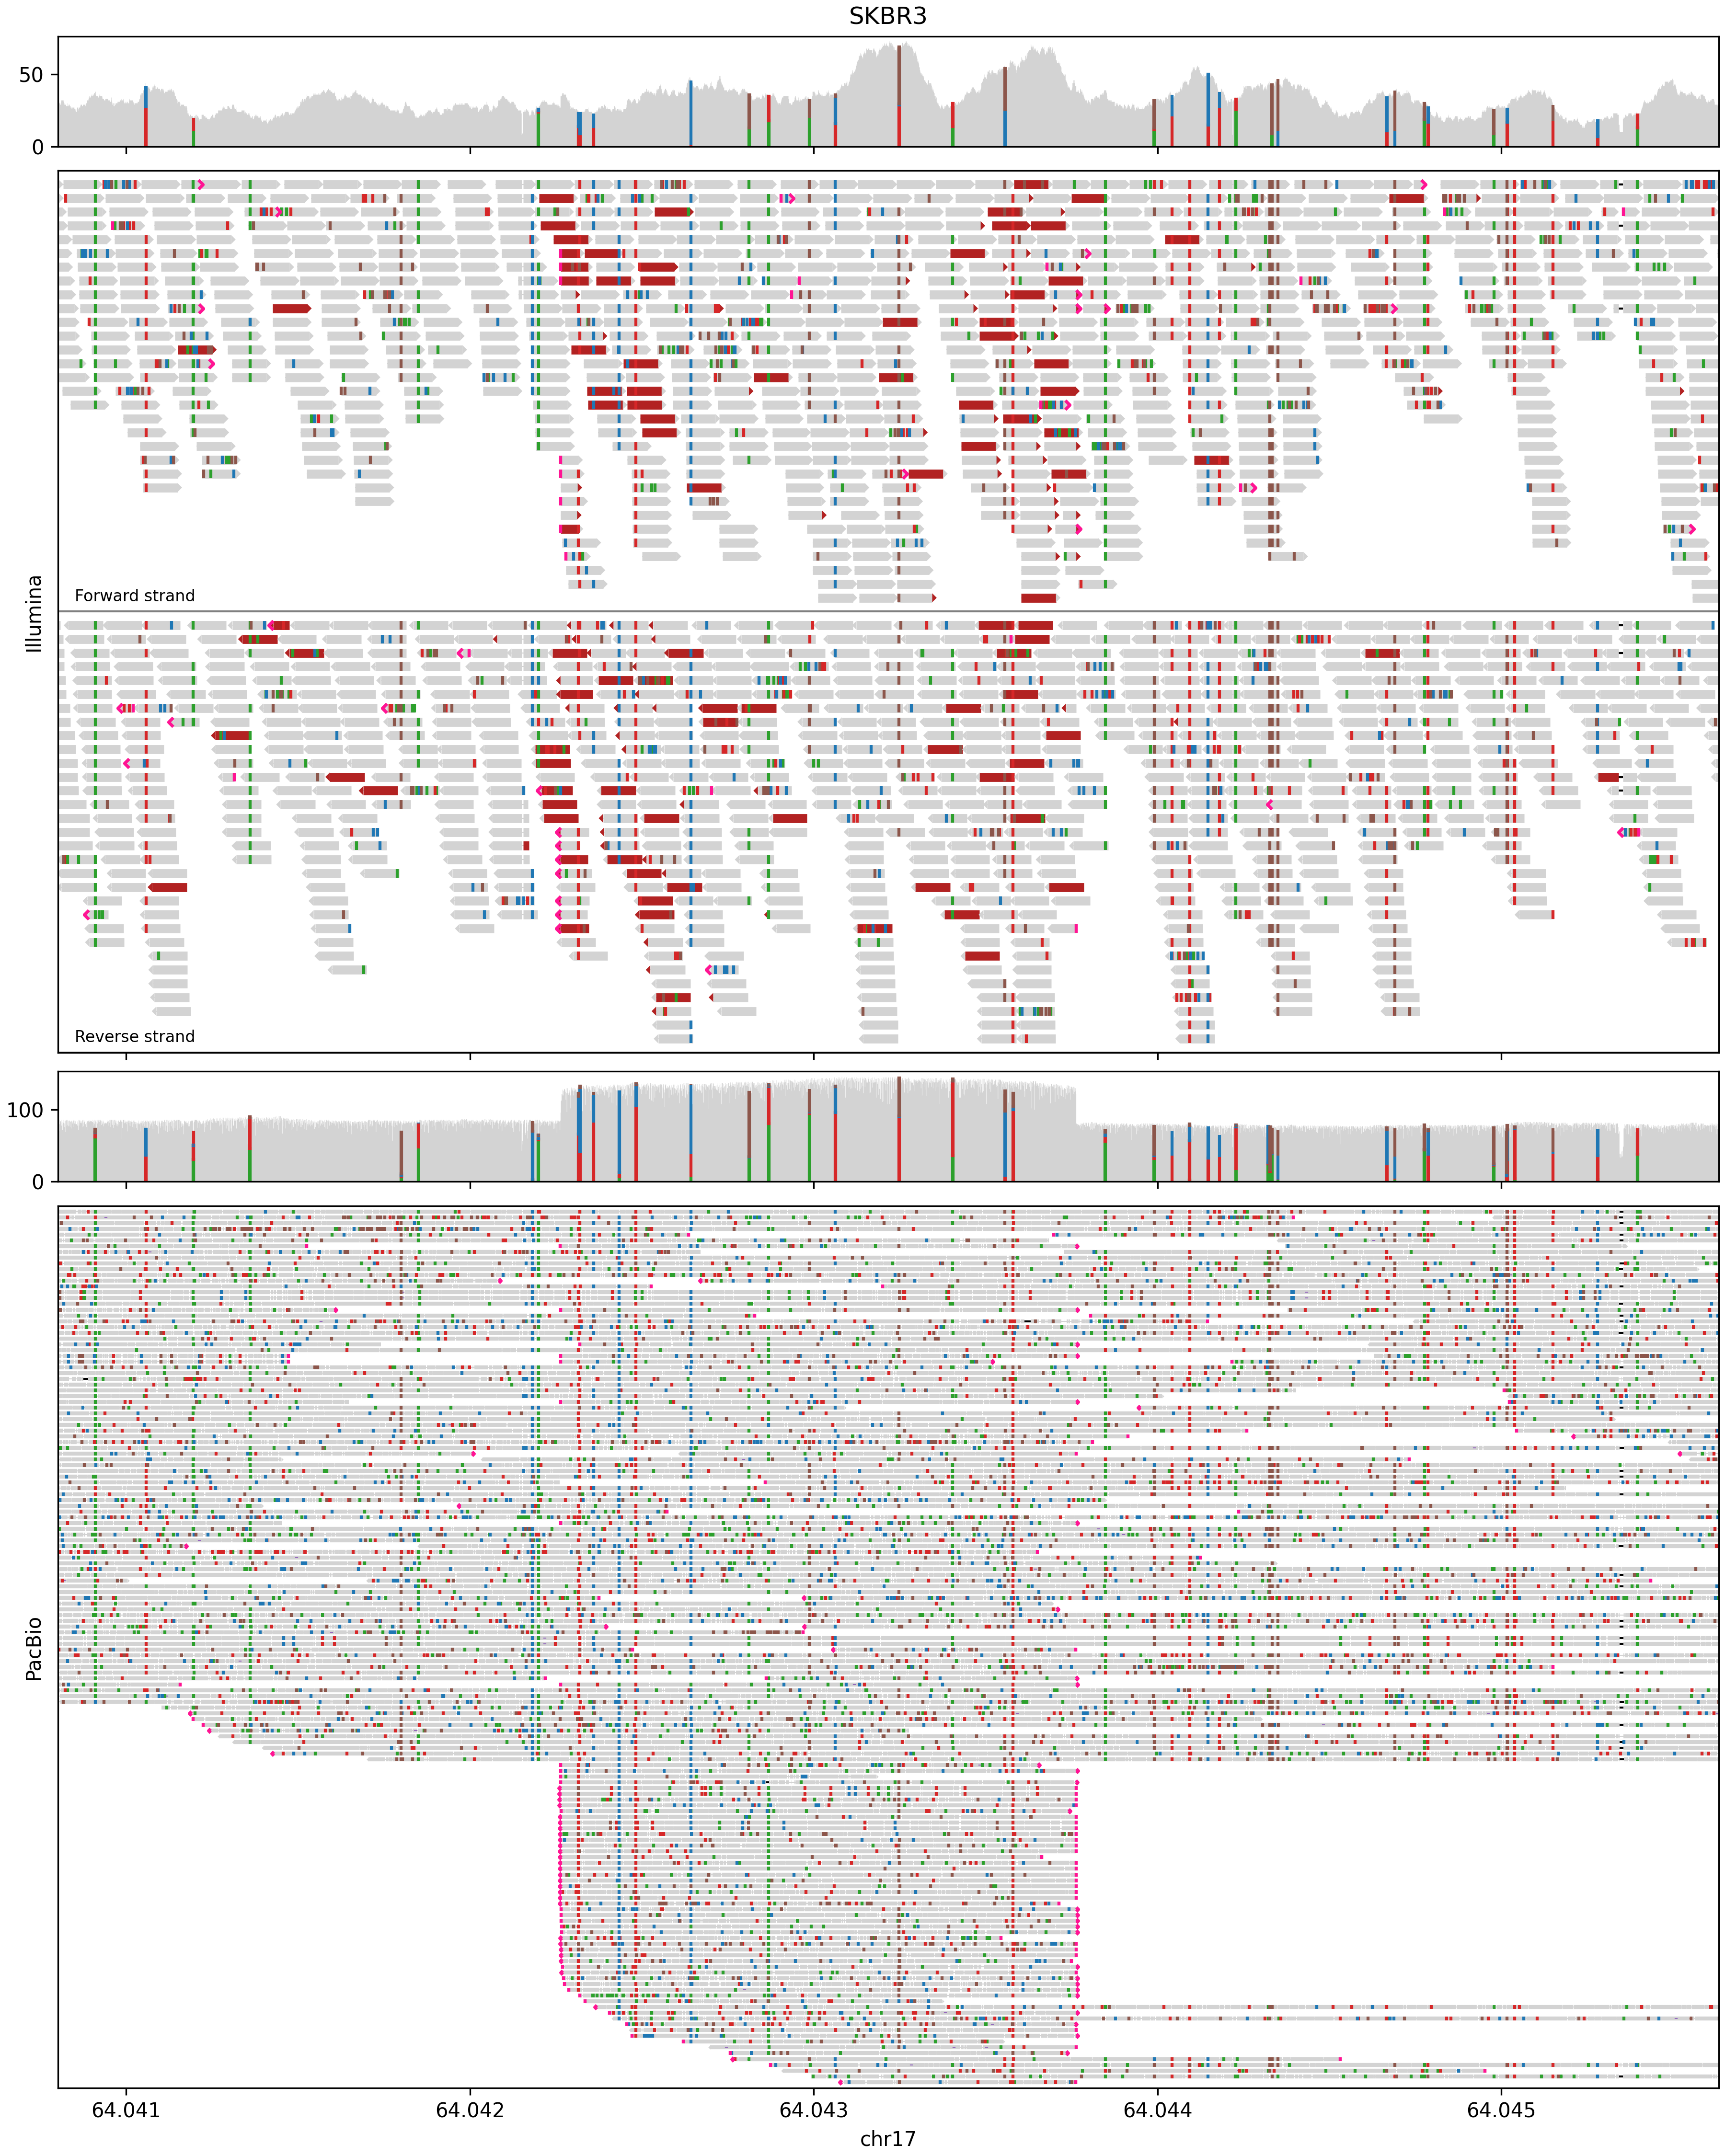 SKBR3
50
0
Illumina
Forward strand
Reverse strand
100
0
PacBio
64.041
64.042
64.043
64.044
64.045
chr17